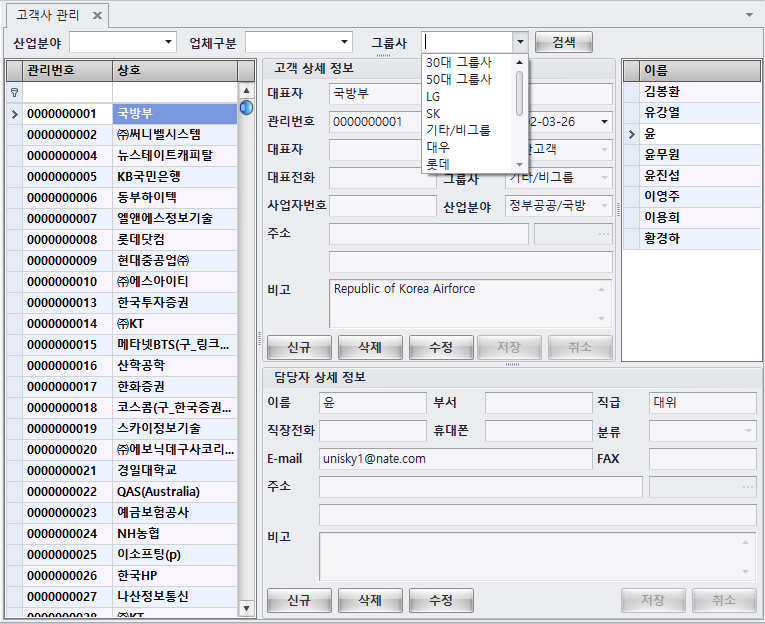 고객사 관리
산업분야 업체구분 그룹사 검색
30대 그룹사
50대 그룹사
LG
SK
기타/비그룹
대우
롯데
관리번호 상호
0000000001 국방부
0000000002 ㈜써니벨시스템
0000000004 뉴스테이트캐피탈
0000000005 KB국민은행
0000000006 동부하이텍
0000000007 엘앤에스정보기술
0000000008 롯데닷컴
0000000009 현대중공업㈜
0000000010 ㈜에스아이티
0000000013 한국투자증권
0000000014 ㈜KT
0000000015 메타넷BTS(구_링크...
0000000016 산학공학
0000000017 한화증권
0000000018 코스콤(구_한국증권...
0000000019 스카이정보기술
0000000020 ㈜에보닉데구사코리...
0000000021 경일대학교
0000000022 QAS(Australia)
0000000023 예금보험공사
0000000024 NH농협
0000000025 이소프팅(p)
0000000026 한국HP
0000000027 나산정보통신
0000000028 ㈜KT
고객 상세 정보
대표자 국방부
관리번호 0000000001 2-03-26
대표자 고객
대표전화 그룹사 기타/비그룹
사업자번호 산업분야 정부공공/국방
주소
비고 Republic of Korea Airforce
신규 삭제 수정 저장 취소
이름
김봉환
유강열
윤
윤무원
윤진섭
이영주
이용희
황경하
담당자 상세 정보
이름 윤 부서 직급 대위
직장전화 휴대폰 분류
E-mail unisky1@nate.com FAX
주소
비고
신규 삭제 수정 저장 취소